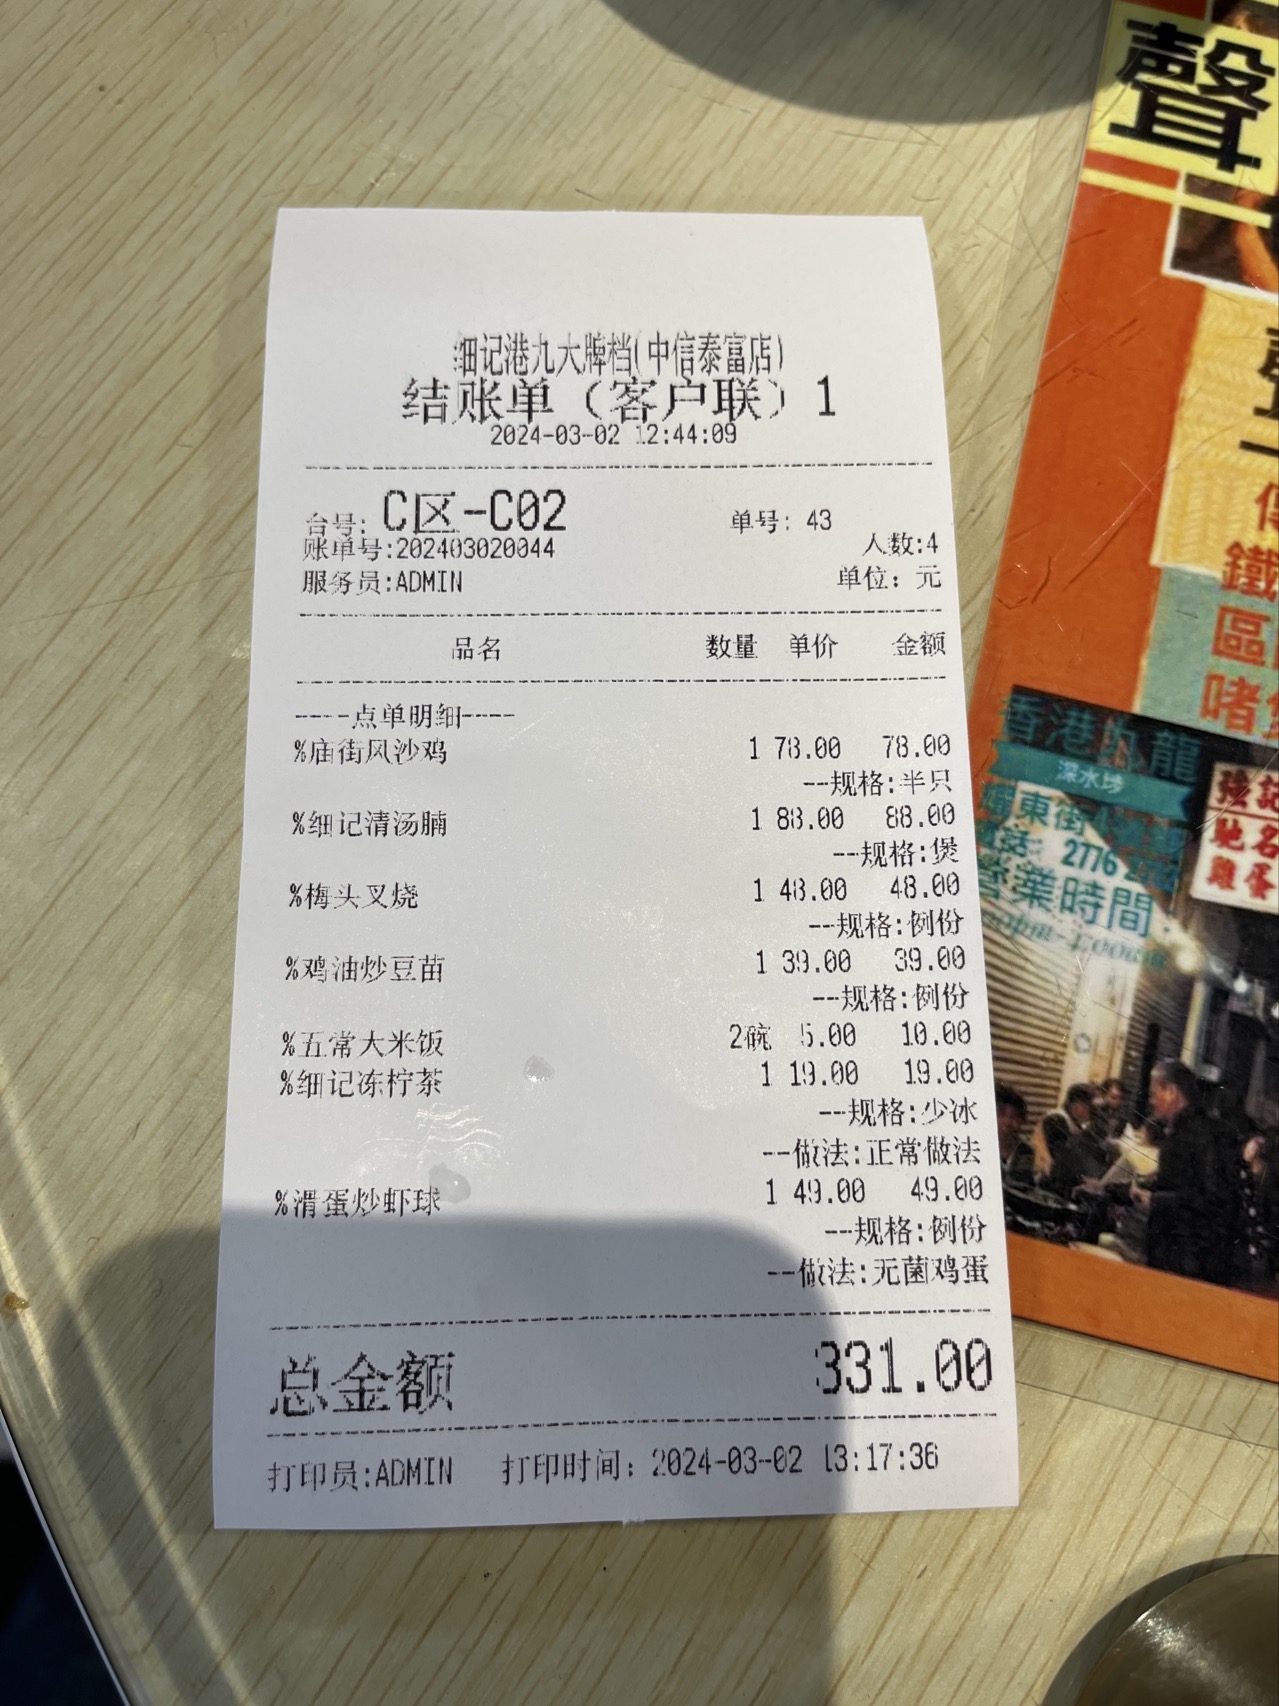 细记港九大牌档(中信泰富店)
结账单（客户联）1
2024-03-02 12:44:09
台号: C区-C02 单号: 43
账单号:202403020044 人数:4
服务员:ADMIN 单位: 元
品名 数量 单价 金额
----点单明细----
%庙街风沙鸡 1 78.00 78.00
--规格:半只
%细记清汤腩 1 88.00 88.00
--规格:煲
%梅头叉烧 1 48.00 48.00
--规格:例份
%鸡油炒豆苗 1 39.00 39.00
--规格:例份
%五常大米饭 2碗 5.00 10.00
%细记冻柠茶 1 19.00 19.00
--规格:少冰
--做法:正常做法
%滑蛋炒虾球 1 49.00 49.00
--规格:例份
--做法:无菌鸡蛋
总金额 331.00
打印员:ADMIN 打印时间: 2024-03-02 13:17:36
聲
鐵
區
啫
香港九龍
深水埗
2776
營業時間
強記
馳名
雞蛋